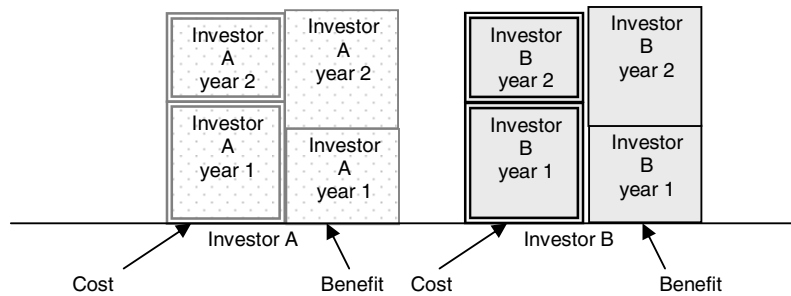 Investor
A
year 2
Investor
A
year 2
Investor
A
year 1
Investor
A
year 1
Investor
B
year 2
Investor
B
year 2
Investor
B
year 1
Investor
B
year 1
Investor A
Investor B
Cost
Benefit
Cost
Benefit